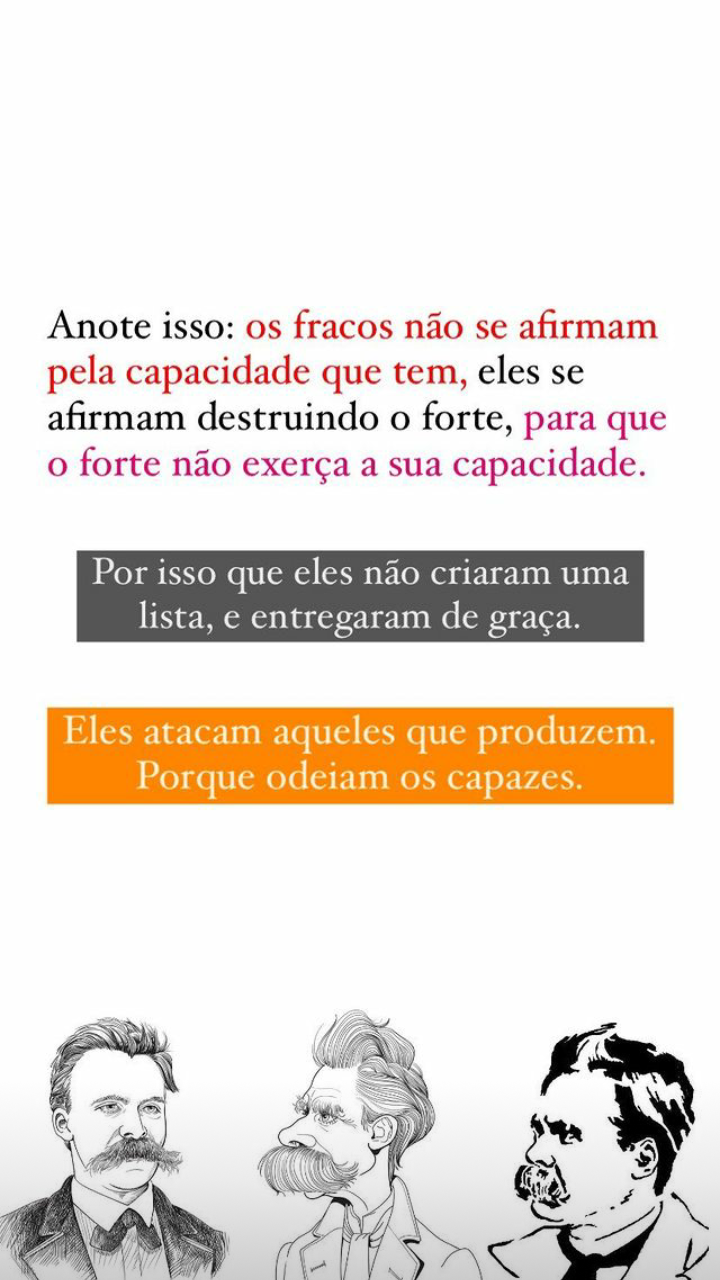 Anote isso: os fracos não se afirmam
pela capacidade que tem, eles se
afirmam destruindo o forte, para que
o forte não exerça a sua capacidade.
Por isso que eles não criaram uma
lista, e entregaram de graça.
Eles atacam aqueles que produzem.
Porque odeiam os capazes.